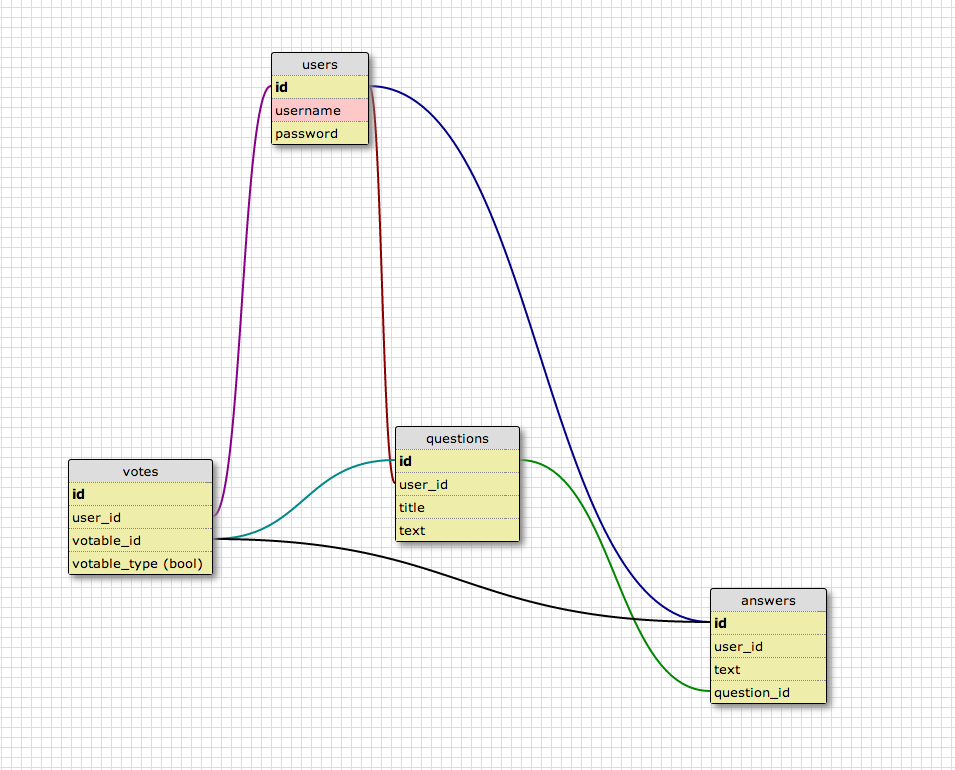 users
id
username
password
questions
id
user_id
title
text
votes
id
user_id
votable_id
votable_type (bool)
answers
id
user_id
text
question_id